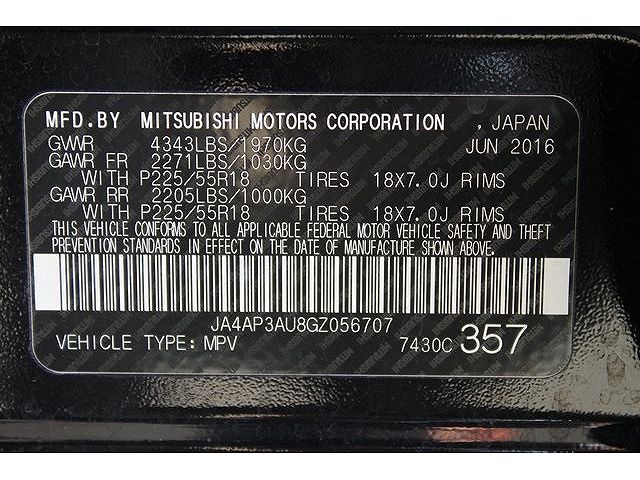 MFD.BY MITSUBISHI MOTORS CORPORATION , JAPAN
GVWR 4343LBS/1970KG JUN 2016
GAWR FR 2271LBS/1030KG
WITH P225/55R18 TIRES 18X7.0J RIMS
GAWR RR 2205LBS/1000KG
WITH P225/55R18 TIRES 18X7.0J RIMS
THIS VEHICLE CONFORMS TO ALL APPLICABLE FEDERAL MOTOR VEHICLE SAFETY AND THEFT
PREVENTION STANDARDS IN EFFECT ON THE DATE OF MANUFACTURE SHOWN ABOVE.
JA4AP3AU8GZ056707
VEHICLE TYPE: MPV 7430C 357